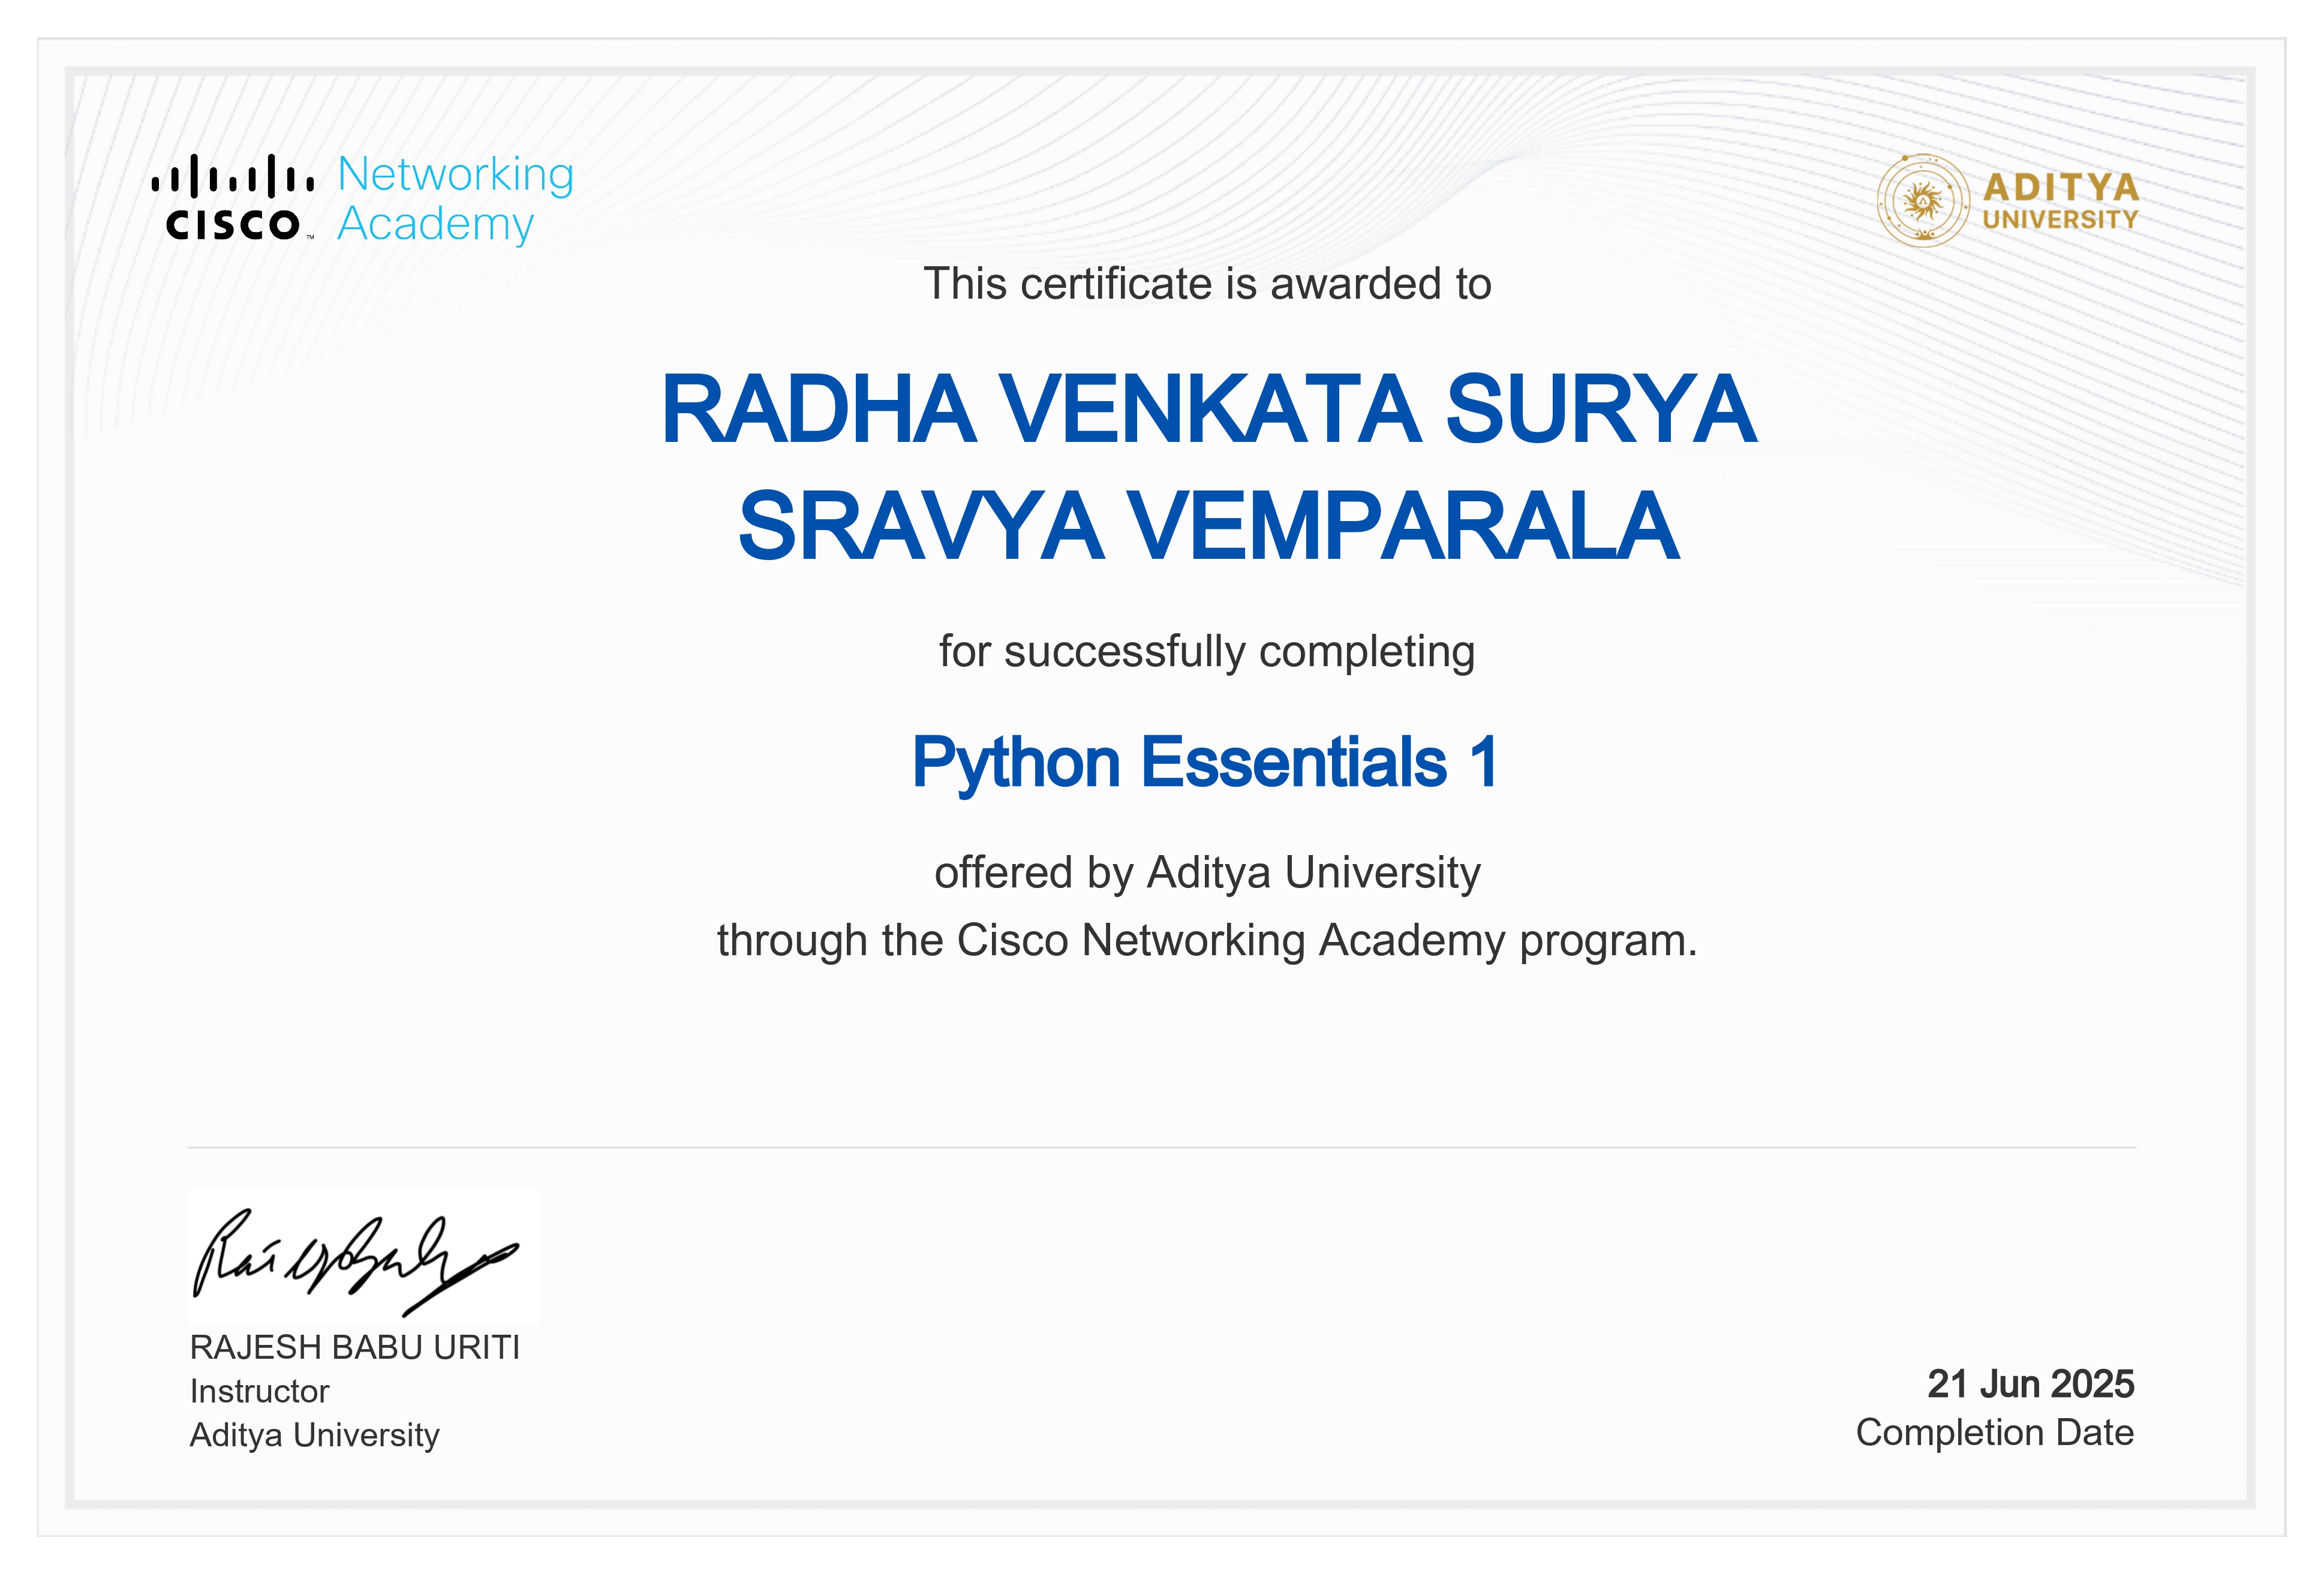 CISCO™ Networking Academy
ADITYA UNIVERSITY
This certificate is awarded to
RADHA VENKATA SURYA
SRAVYA VEMPARALA
for successfully completing
Python Essentials 1
offered by Aditya University
through the Cisco Networking Academy program.
RAJESH BABU URITI
Instructor
Aditya University
21 Jun 2025
Completion Date